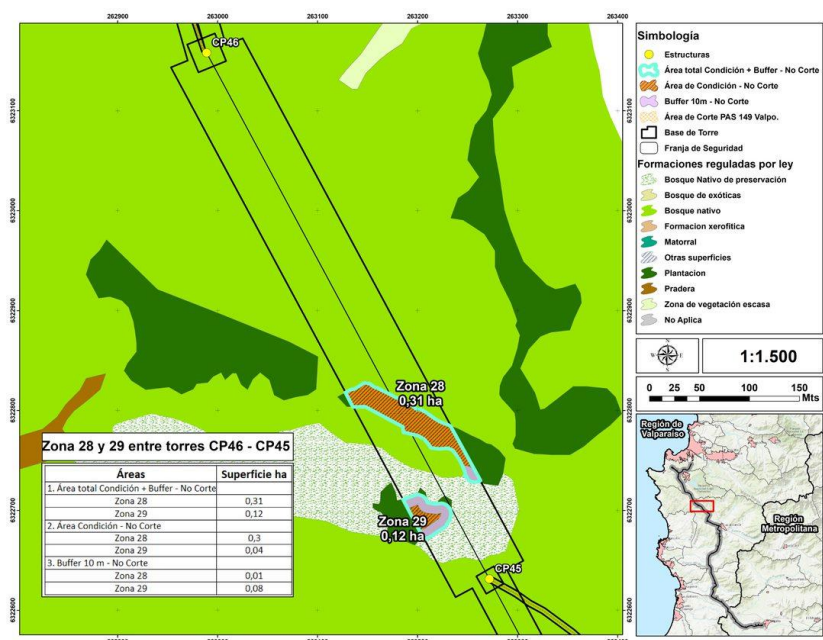 262900 263000 263100 263200 263300 263400
6323100
6323000
6322900
6322800
6322700
6322600
CP46
Zona 28
0,31 ha
Zona 29
0,12 ha
CP45
Zona 28 y 29 entre torres CP46 - CP45
Áreas Superficie ha
1. Área total Condición + Buffer - No Corte
Zona 28 0,31
Zona 29 0,12
2. Área Condición - No Corte
Zona 28 0,3
Zona 29 0,04
3. Buffer 10 m - No Corte
Zona 28 0,01
Zona 29 0,08
Simbología
Estructuras
Área total Condición + Buffer - No Corte
Área de Condición - No Corte
Buffer 10m - No Corte
Área de Corte PAS 149 Valpo.
Base de Torre
Franja de Seguridad
Formaciones reguladas por ley
Bosque Nativo de preservación
Bosque de exóticas
Bosque nativo
Formacion xerofitica
Matorral
Otras superficies
Plantacion
Pradera
Zona de vegetación escasa
No Aplica
N
W E
S
1:1.500
0 25 50 100 150
Mts
Región de
Valparaíso
Región
Metropolitana
6323100
6323000
6322900
6322800
6322700
6322600